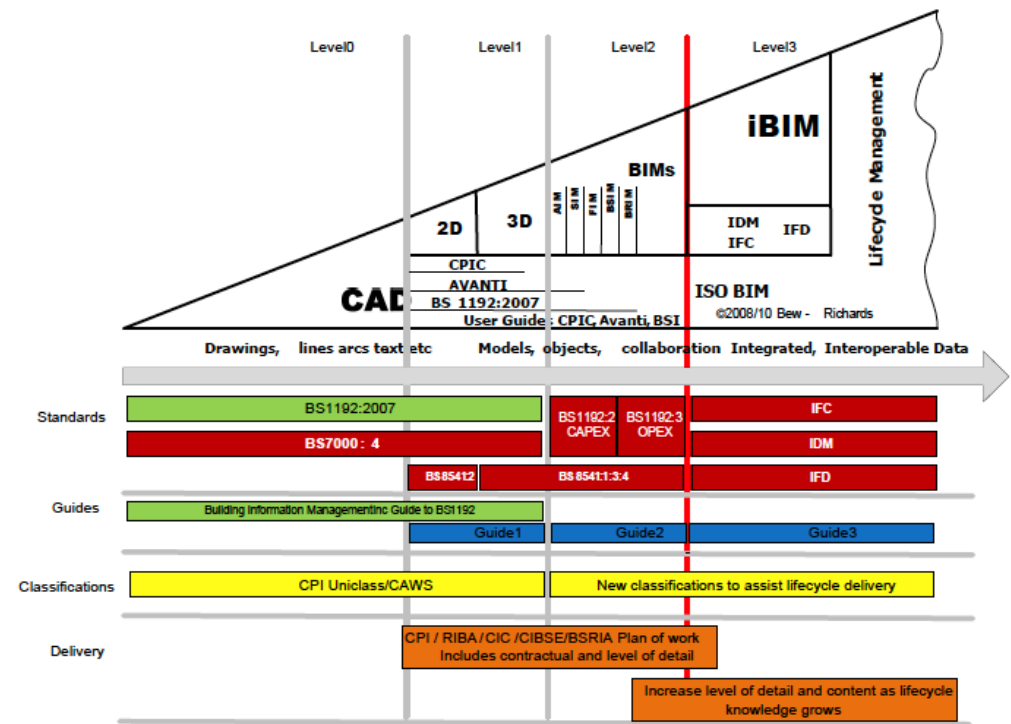 Level0
Level1
Level2
Level3
iBIM
BIMs
Lifecycle Management
2D
3D
AIM
SIM
FIM
BSIM
BRIM
IDM
IFD
IFC
CPIC
AVANTI
CAD
BS 1192:2007
User Guides CPIC, Avanti, BSI
ISO BIM
©2008/10 Bew - Richards
Drawings, lines arcs text etc
Models, objects, collaboration
Integrated, Interoperable Data
Standards
BS1192:2007
BS1192:2
CAPEX
BS1192:3
OPEX
IFC
BS7000: 4
IDM
BS8541:2
BS8541:1:3:4
IFD
Guides
Building Information Managementinc Guide to BS1192
Guide1
Guide2
Guide3
Classifications
CPI Uniclass/CAWS
New classifications to assist lifecycle delivery
Delivery
CPI / RIBA/CIC /CIBSE/BSRIA Plan of work
Includes contractual and level of detail
Increase level of detail and content as lifecycle
knowledge grows